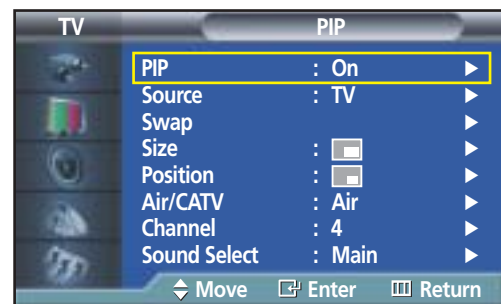 TV PIP
PIP : On
Source : TV
Swap
Size :
Position :
Air/CATV : Air
Channel : 4
Sound Select : Main
Move Enter Return